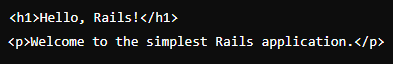 <h1>Hello, Rails!</h1>
<p>Welcome to the simplest Rails application.</p>